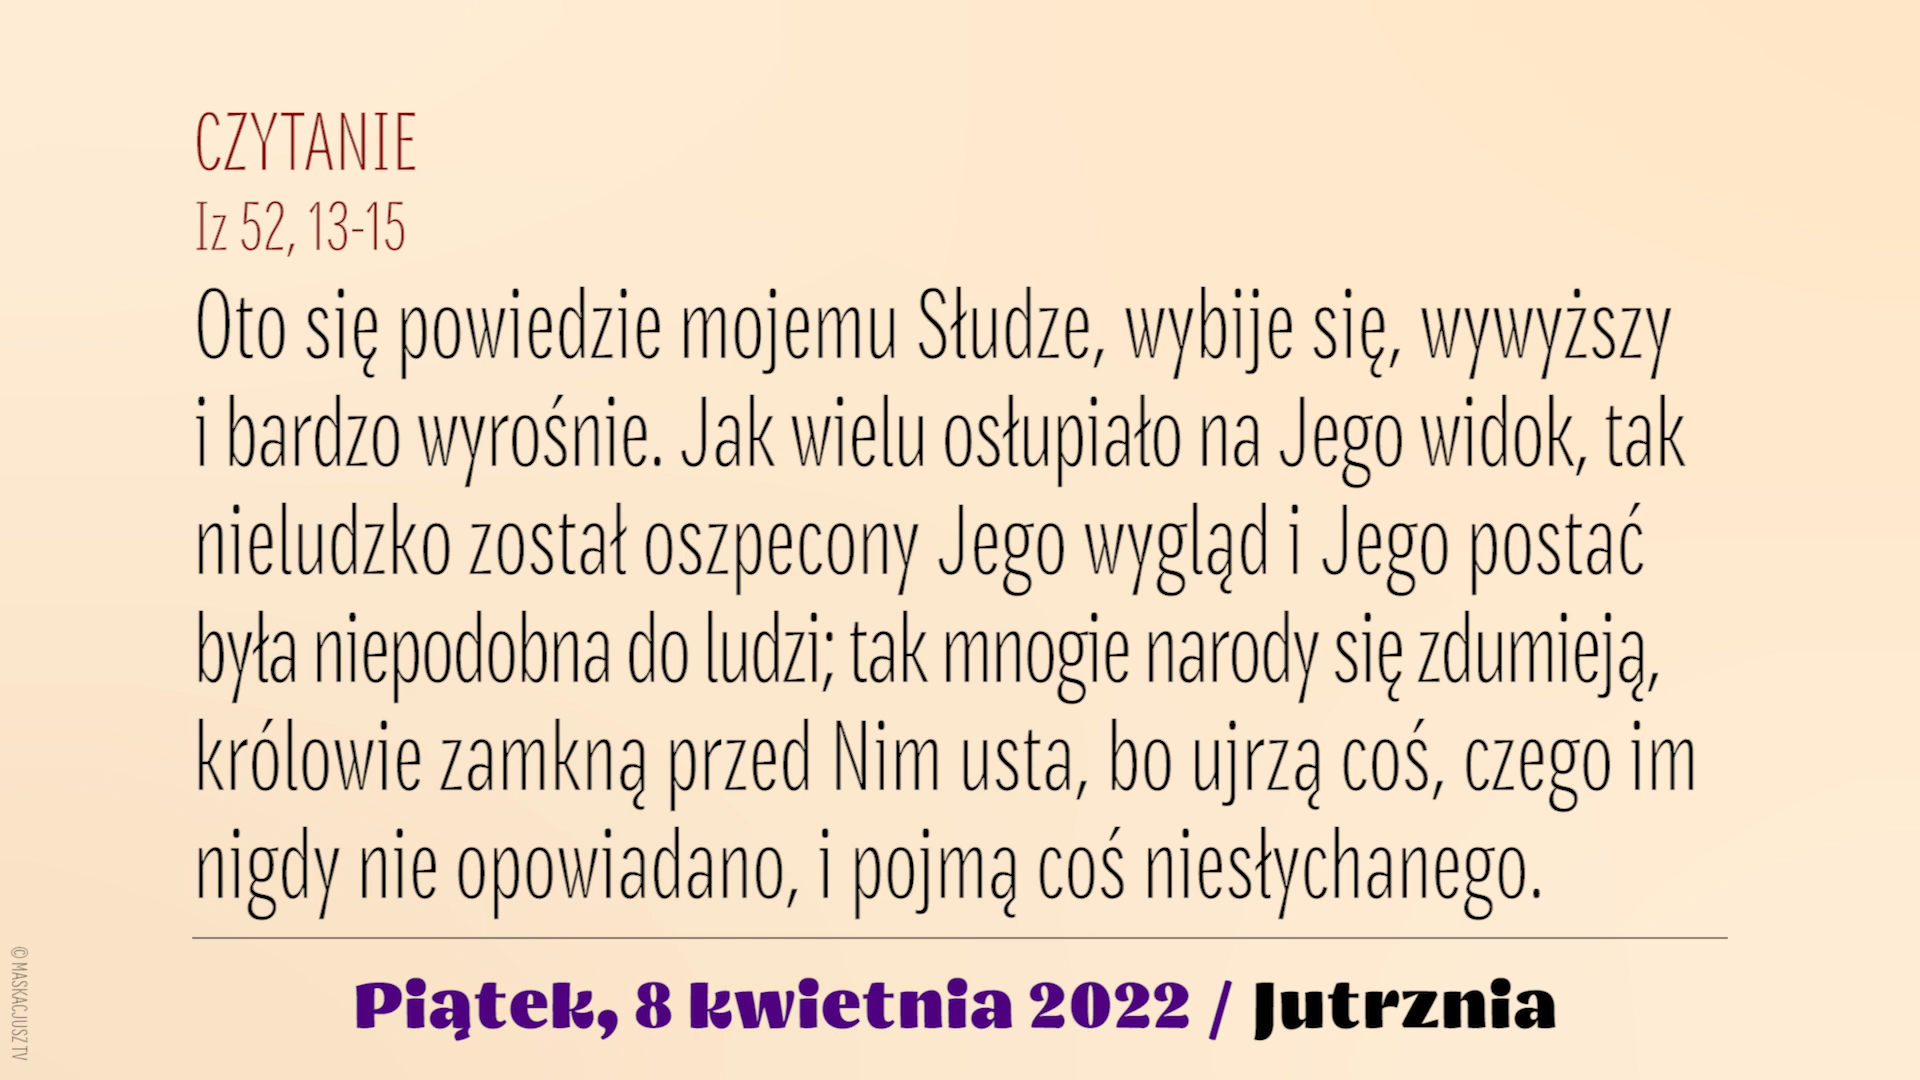 CZYTANIE
Iz 52, 13-15
Oto się powiedzie mojemu Słudze, wybije się, wywyższy
i bardzo wyrośnie. Jak wielu osłupiało na Jego widok, tak
nieludzko został oszpecony Jego wygląd i Jego postać
była niepodobna do ludzi; tak mnogie narody się zdumieją,
królowie zamkną przed Nim usta, bo ujrzą coś, czego im
nigdy nie opowiadano, i pojmą coś niesłychanego.
Piątek, 8 kwietnia 2022 / Jutrznia
© MASKACJUSZ TV